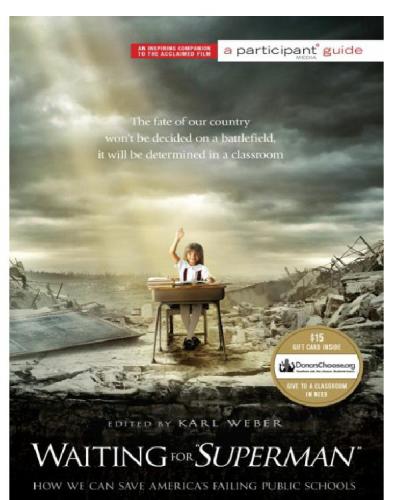 AN INSPIRING COMPANION
TO THE ACCLAIMED FILM
a participant® guide
MEDIA
The fate of our country
won't be decided on a battlefield,
it will be determined in a classroom
$15
GIFT CARD INSIDE
DonorsChoose.org
GIVE TO A CLASSROOM
IN NEED
EDITED BY KARL WEBER
WAITING FOR "SUPERMAN"
HOW WE CAN SAVE AMERICA'S FAILING PUBLIC SCHOOLS